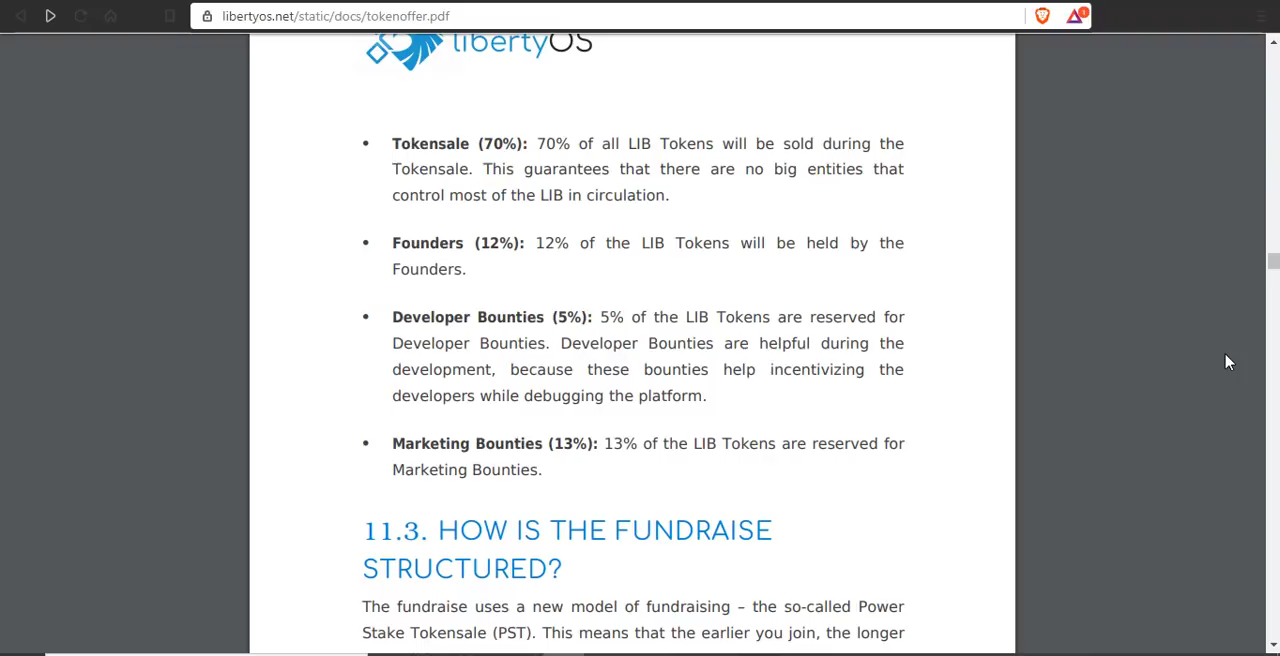 libertyos.net/static/docs/tokenoffer.pdf
1
libertyOS
• Tokensale (70%): 70% of all LIB Tokens will be sold during the
Tokensale. This guarantees that there are no big entities that
control most of the LIB in circulation.
• Founders (12%): 12% of the LIB Tokens will be held by the
Founders.
• Developer Bounties (5%): 5% of the LIB Tokens are reserved for
Developer Bounties. Developer Bounties are helpful during the
development, because these bounties help incentivizing the
developers while debugging the platform.
• Marketing Bounties (13%): 13% of the LIB Tokens are reserved for
Marketing Bounties.
11.3. HOW IS THE FUNDRAISE
STRUCTURED?
The fundraise uses a new model of fundraising – the so-called Power
Stake Tokensale (PST). This means that the earlier you join, the longer